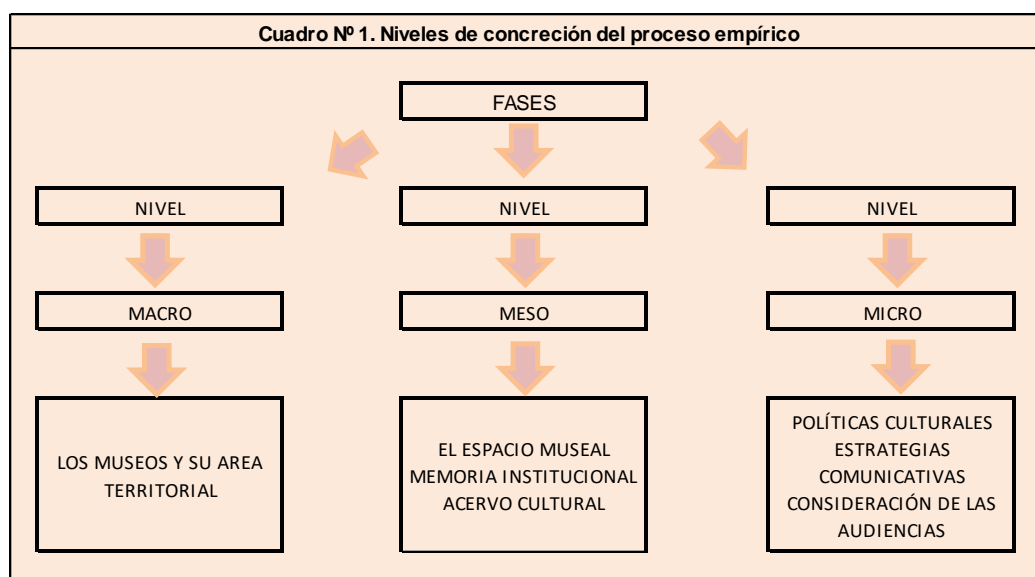 Cuadro Nº 1. Niveles de concreción del proceso empírico
FASES
NIVEL
NIVEL
NIVEL
MACRO
MESO
MICRO
LOS MUSEOS Y SU AREA
TERRITORIAL
EL ESPACIO MUSEAL
MEMORIA INSTITUCIONAL
ACERVO CULTURAL
POLÍTICAS CULTURALES
ESTRATEGIAS
COMUNICATIVAS
CONSIDERACIÓN DE LAS
AUDIENCIAS